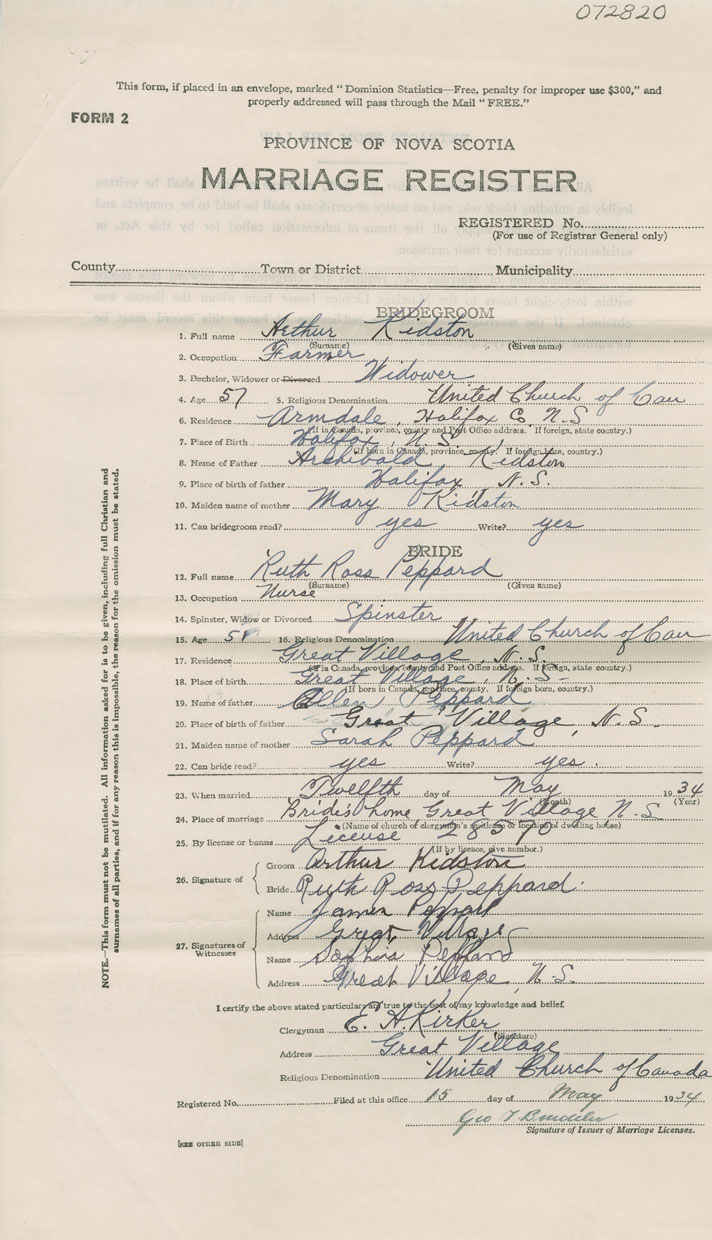 072820
This form, if placed in an envelope, marked "Dominion Statistics—Free, penalty for improper use $300," and
properly addressed will pass through the Mail "FREE."
FORM 2
PROVINCE OF NOVA SCOTIA
MARRIAGE REGISTER
REGISTERED No.
(For use of Registrar General only)
County Town or District Municipality
BRIDEGROOM
1. Full name Arthur Kidston
(Surname) (Given name)
2. Occupation Farmer
3. Bachelor, Widower or Divorced Widower
4. Age 57 5. Religious Denomination United Church of Can
6. Residence Armdale, Halifax Co, N.S
(If in Canada, province, county and Post Office address. If foreign, state country.)
7. Place of Birth Halifax, N.S.
(If born in Canada, province, county. If foreign born, country.)
8. Name of Father Archibald Kidston
9. Place of birth of father Halifax N.S.
10. Maiden name of mother Mary Kidston
11. Can bridegroom read? yes Write? yes
BRIDE
12. Full name Ruth Ross Peppard
(Surname) (Given name)
13. Occupation Nurse
14. Spinster, Widow or Divorced Spinster
15. Age 16. Religious Denomination United Church of Can
17. Residence Great Village, N.S.
(If in Canada, province, county and Post Office address. If foreign, state country.)
18. Place of birth Great Village, N.S.
(If born in Canada, province, county. If foreign born, country.)
19. Name of father Peppard
20. Place of birth of father Great Village, N.S.
21. Maiden name of mother Sarah Peppard
22. Can bride read? yes Write? yes.
23. When married Twelfth day of May 1934
(Month) (Year)
24. Place of marriage Bride's home, Great Village N.S
(Name of church of clergyman's residence or location of dwelling house)
25. By license or banns License 28570
(If by licence, give number.)
26. Signature of
Groom Arthur Kidston
Bride Ruth Ross Peppard.
27. Signatures of Witnesses
Name James Peppard
Address Great Village
Name Sophia Peppard
Address Great Village, N.S.
I certify the above stated particulars are true to the best of my knowledge and belief.
Clergyman E. A. Kirker
(Signature)
Address Great Village
Religious Denomination United Church of Canada
Registered No. Filed at this office 15 day of May 1934
Geo
Signature of Issuer of Marriage Licenses.
[SEE OTHER SIDE]
NOTE.—This form must not be mutilated. All information asked for is to be given, including full Christian and
surnames of all parties, and if for any reason this is impossible, the reason for the omission must be stated.